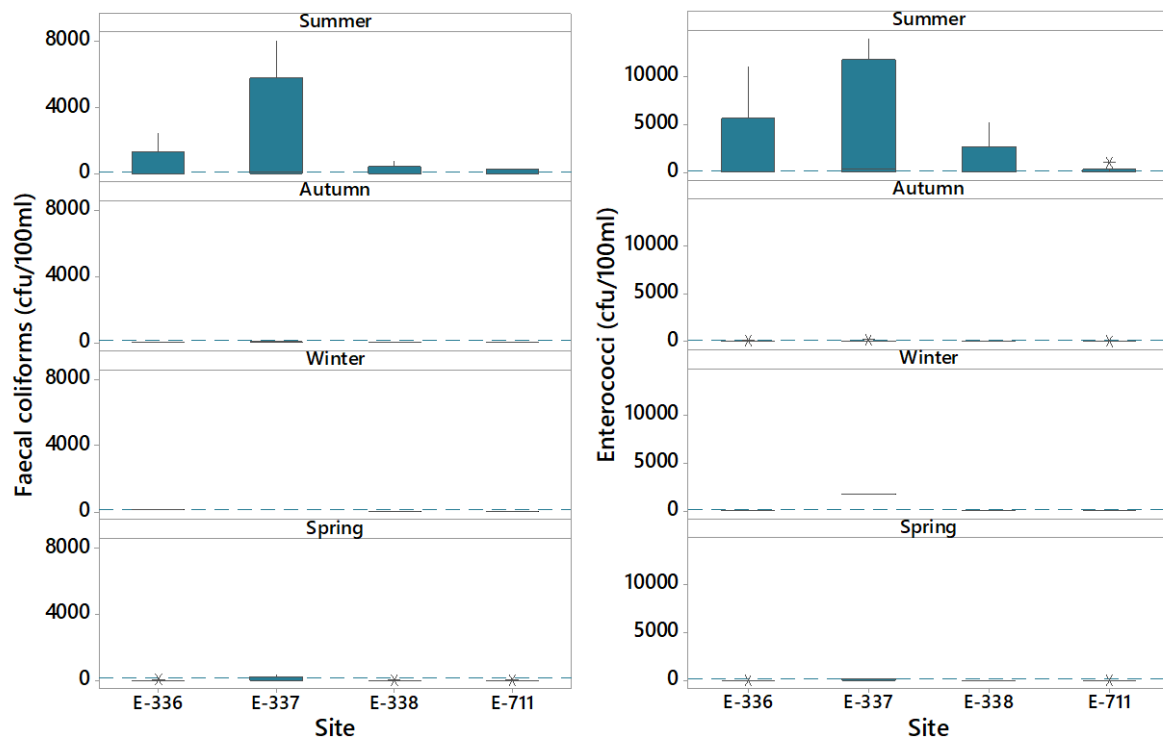 Summer
8000
4000
0
Autumn
8000
4000
0
Winter
8000
4000
0
Spring
8000
4000
0
E-336 E-337 E-338 E-711
Site
Faecal coliforms (cfu/100ml)
Summer
10000
5000
0
Autumn
10000
5000
0
Winter
10000
5000
0
Spring
10000
5000
0
E-336 E-337 E-338 E-711
Site
Enterococci (cfu/100ml)